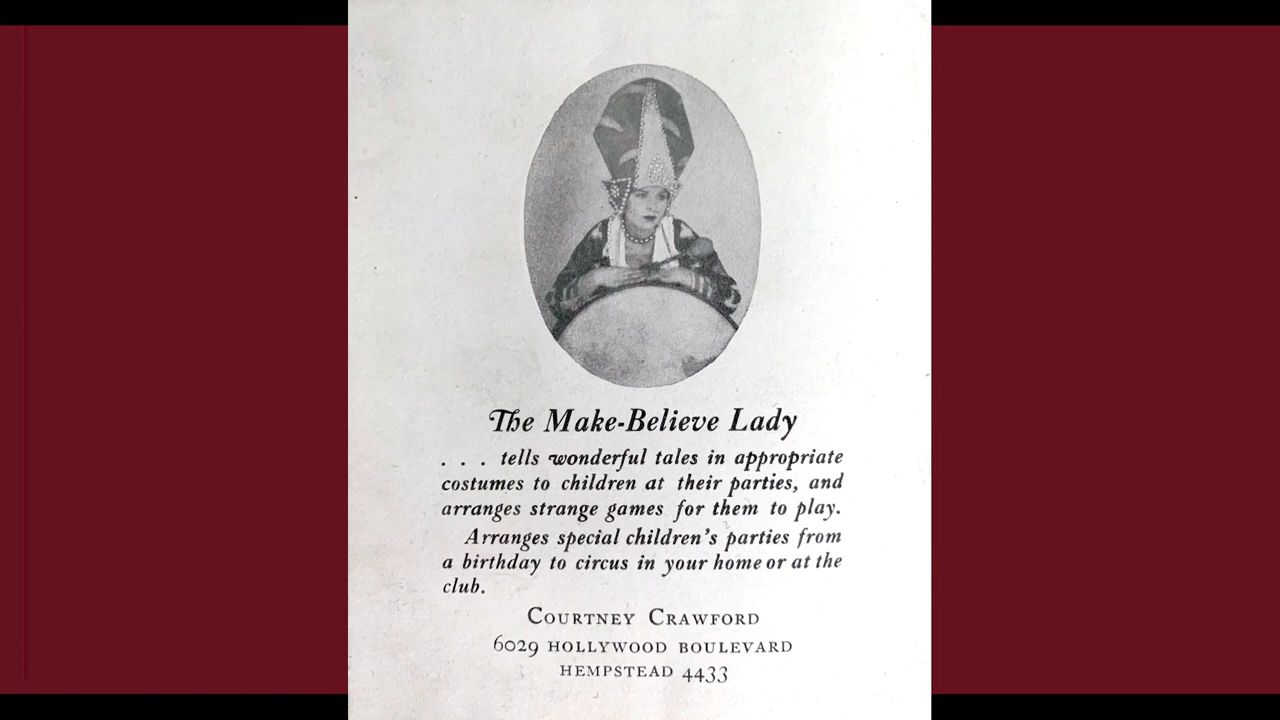 The Make-Believe Lady
. . . tells wonderful tales in appropriate
costumes to children at their parties, and
arranges strange games for them to play.
Arranges special children's parties from
a birthday to circus in your home or at the
club.
Courtney Crawford
6029 Hollywood Boulevard
Hempstead 4433